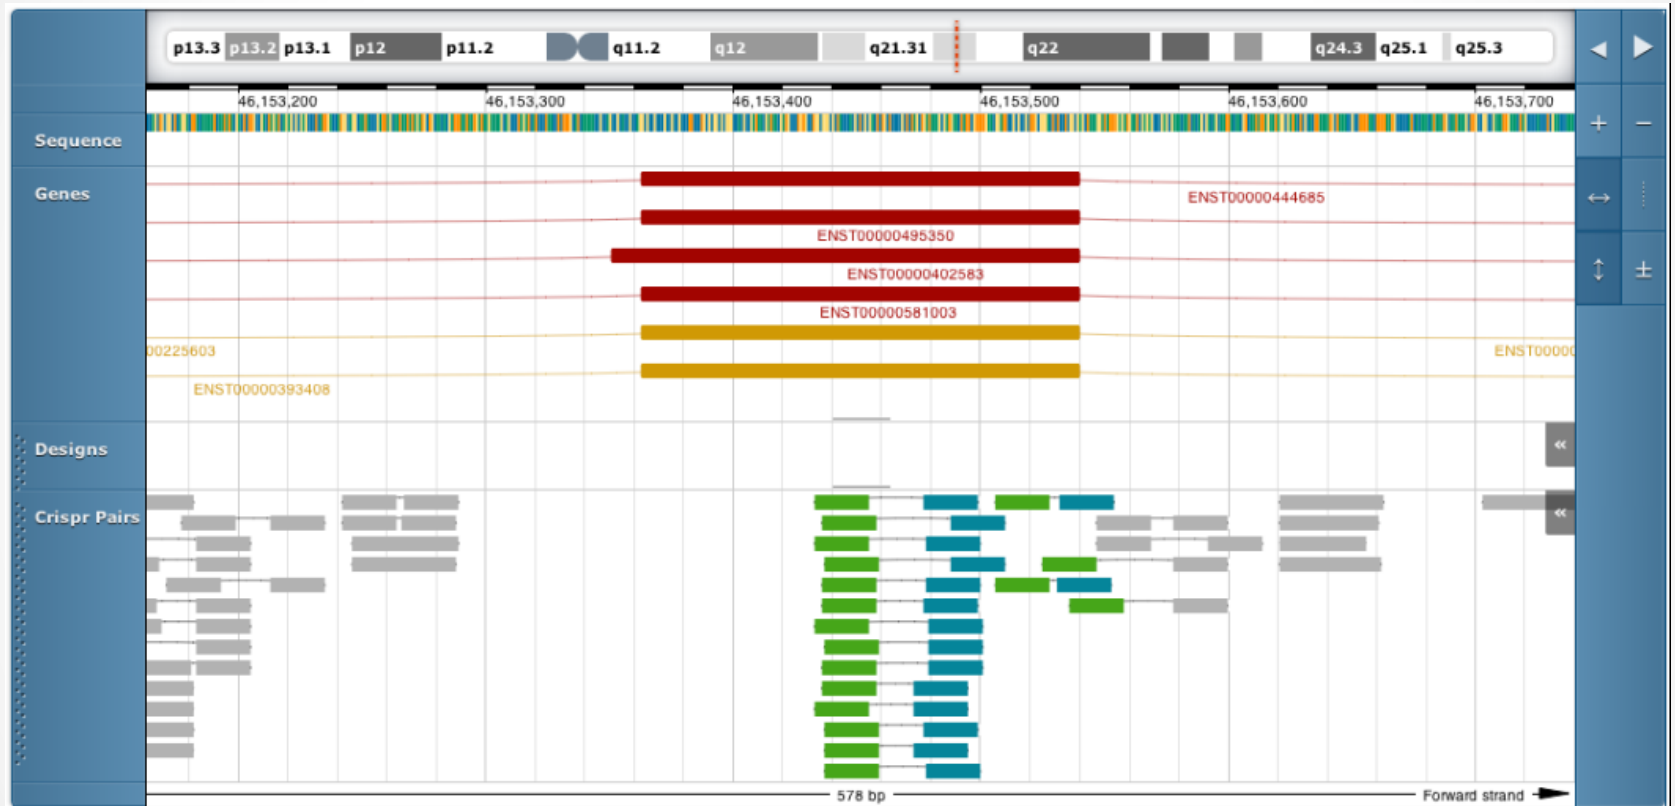 p13.3 p13.2 p13.1 p12 p11.2 q11.2 q12 q21.31 q22 q24.3 q25.1 q25.3
46,153,200 46,153,300 46,153,400 46,153,500 46,153,600 46,153,700
Sequence
Genes
ENST00000444685
ENST00000495350
ENST00000402583
ENST00000581003
00225603 ENST00000
ENST00000393408
Designs
Crispr Pairs
578 bp Forward strand